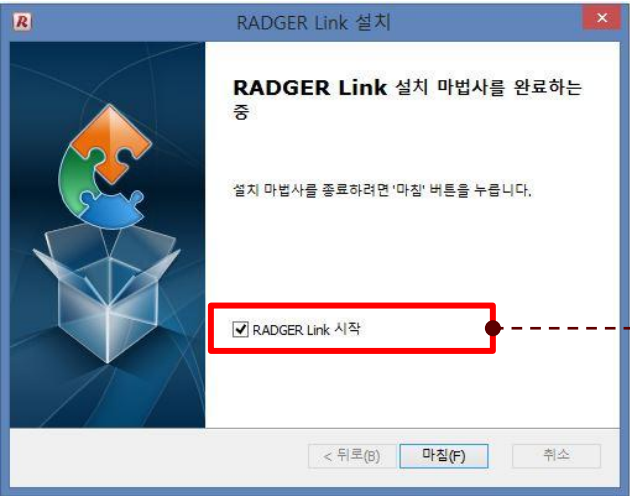 R
RADGER Link 설치
RADGER Link 설치 마법사를 완료하는
중
설치 마법사를 종료하려면 '마침' 버튼을 누릅니다.
RADGER Link 시작
< 뒤로(B) 마침(F) 취소